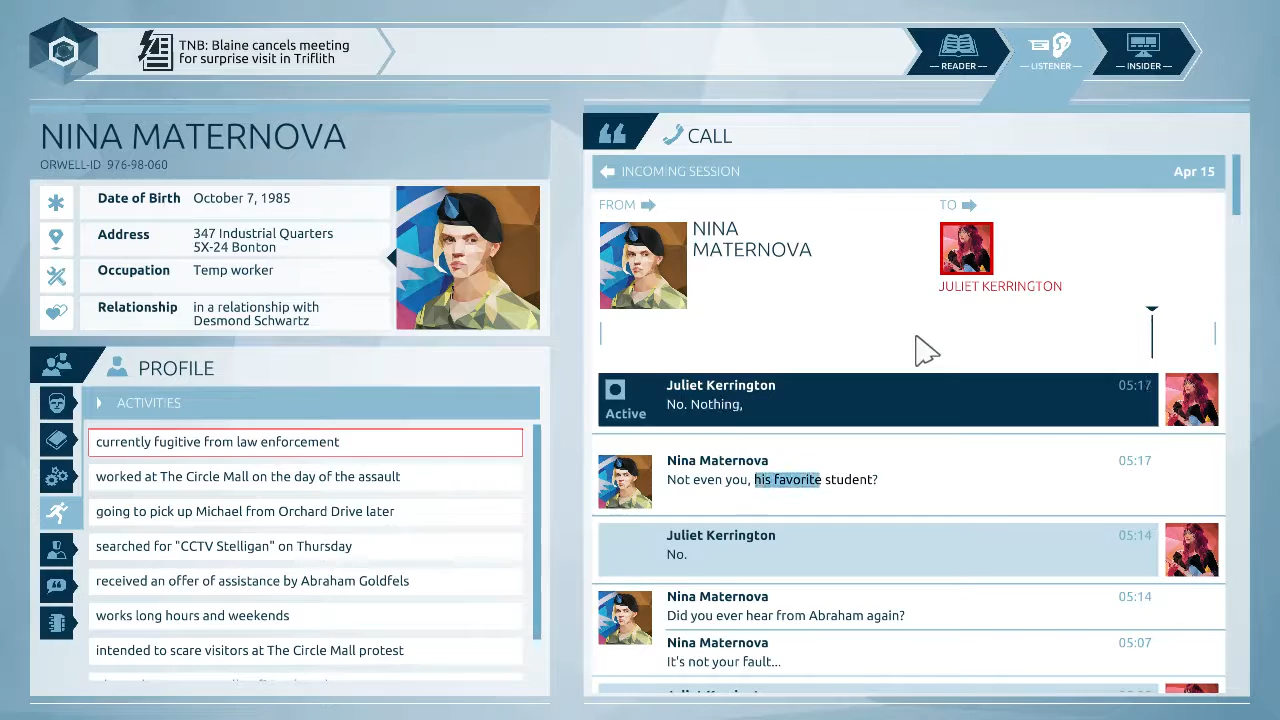 TNB: Blaine cancels meeting
for surprise visit in Triflith
READER
LISTENER
INSIDER
NINA MATERNOVA
ORWELL-ID 976-98-060
Date of Birth October 7, 1985
Address 347 Industrial Quarters
5X-24 Bonton
Occupation Temp worker
Relationship in a relationship with
Desmond Schwartz
PROFILE
ACTIVITIES
currently fugitive from law enforcement
worked at The Circle Mall on the day of the assault
going to pick up Michael from Orchard Drive later
searched for "CCTV Stelligan" on Thursday
received an offer of assistance by Abraham Goldfels
works long hours and weekends
intended to scare visitors at The Circle Mall protest
CALL
INCOMING SESSION Apr 15
FROM
NINA
MATERNOVA
TO
JULIET KERRINGTON
Active
Juliet Kerrington 05:17
No. Nothing,
Nina Maternova 05:17
Not even you, his favorite student?
Juliet Kerrington 05:14
No.
Nina Maternova 05:14
Did you ever hear from Abraham again?
Nina Maternova 05:07
It's not your fault...